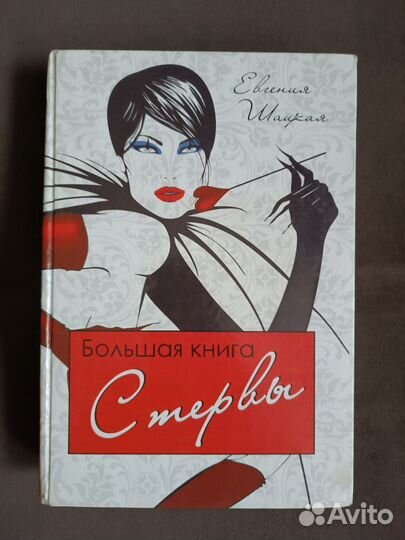 Евгения
Шацкая
Большая книга
Стервы
Avito